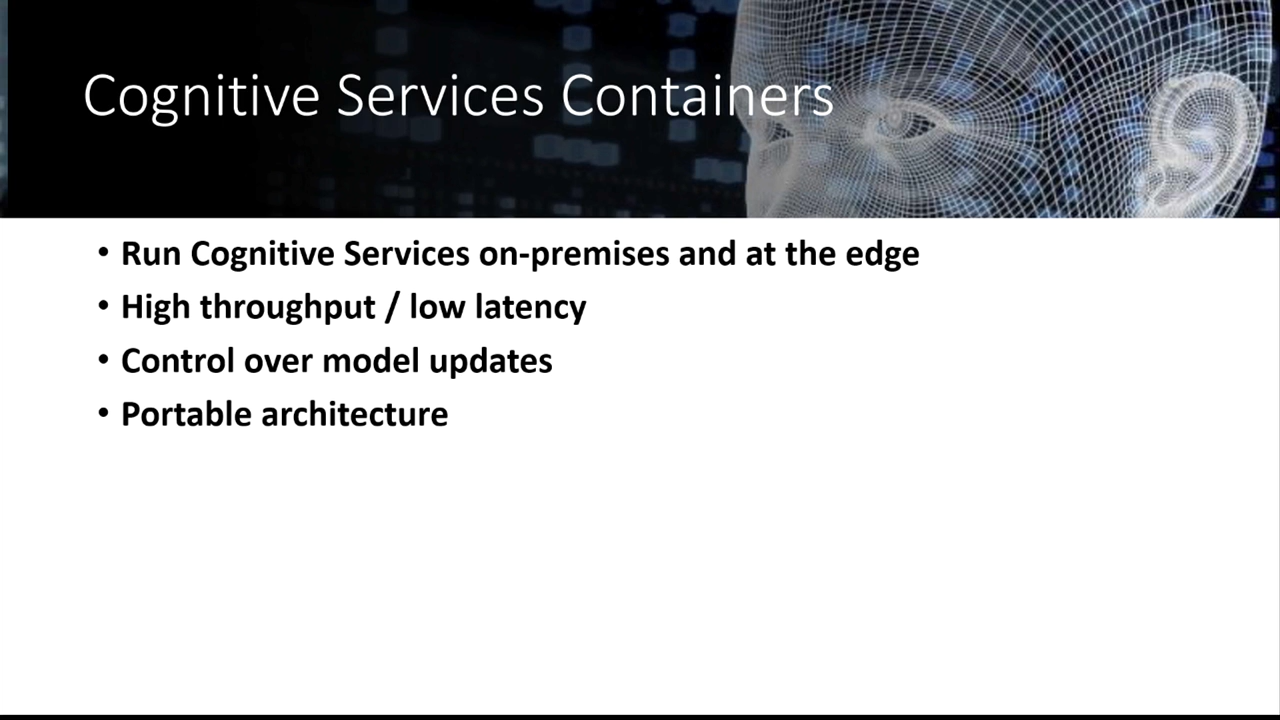 Cognitive Services Containers
• Run Cognitive Services on-premises and at the edge
• High throughput / low latency
• Control over model updates
• Portable architecture